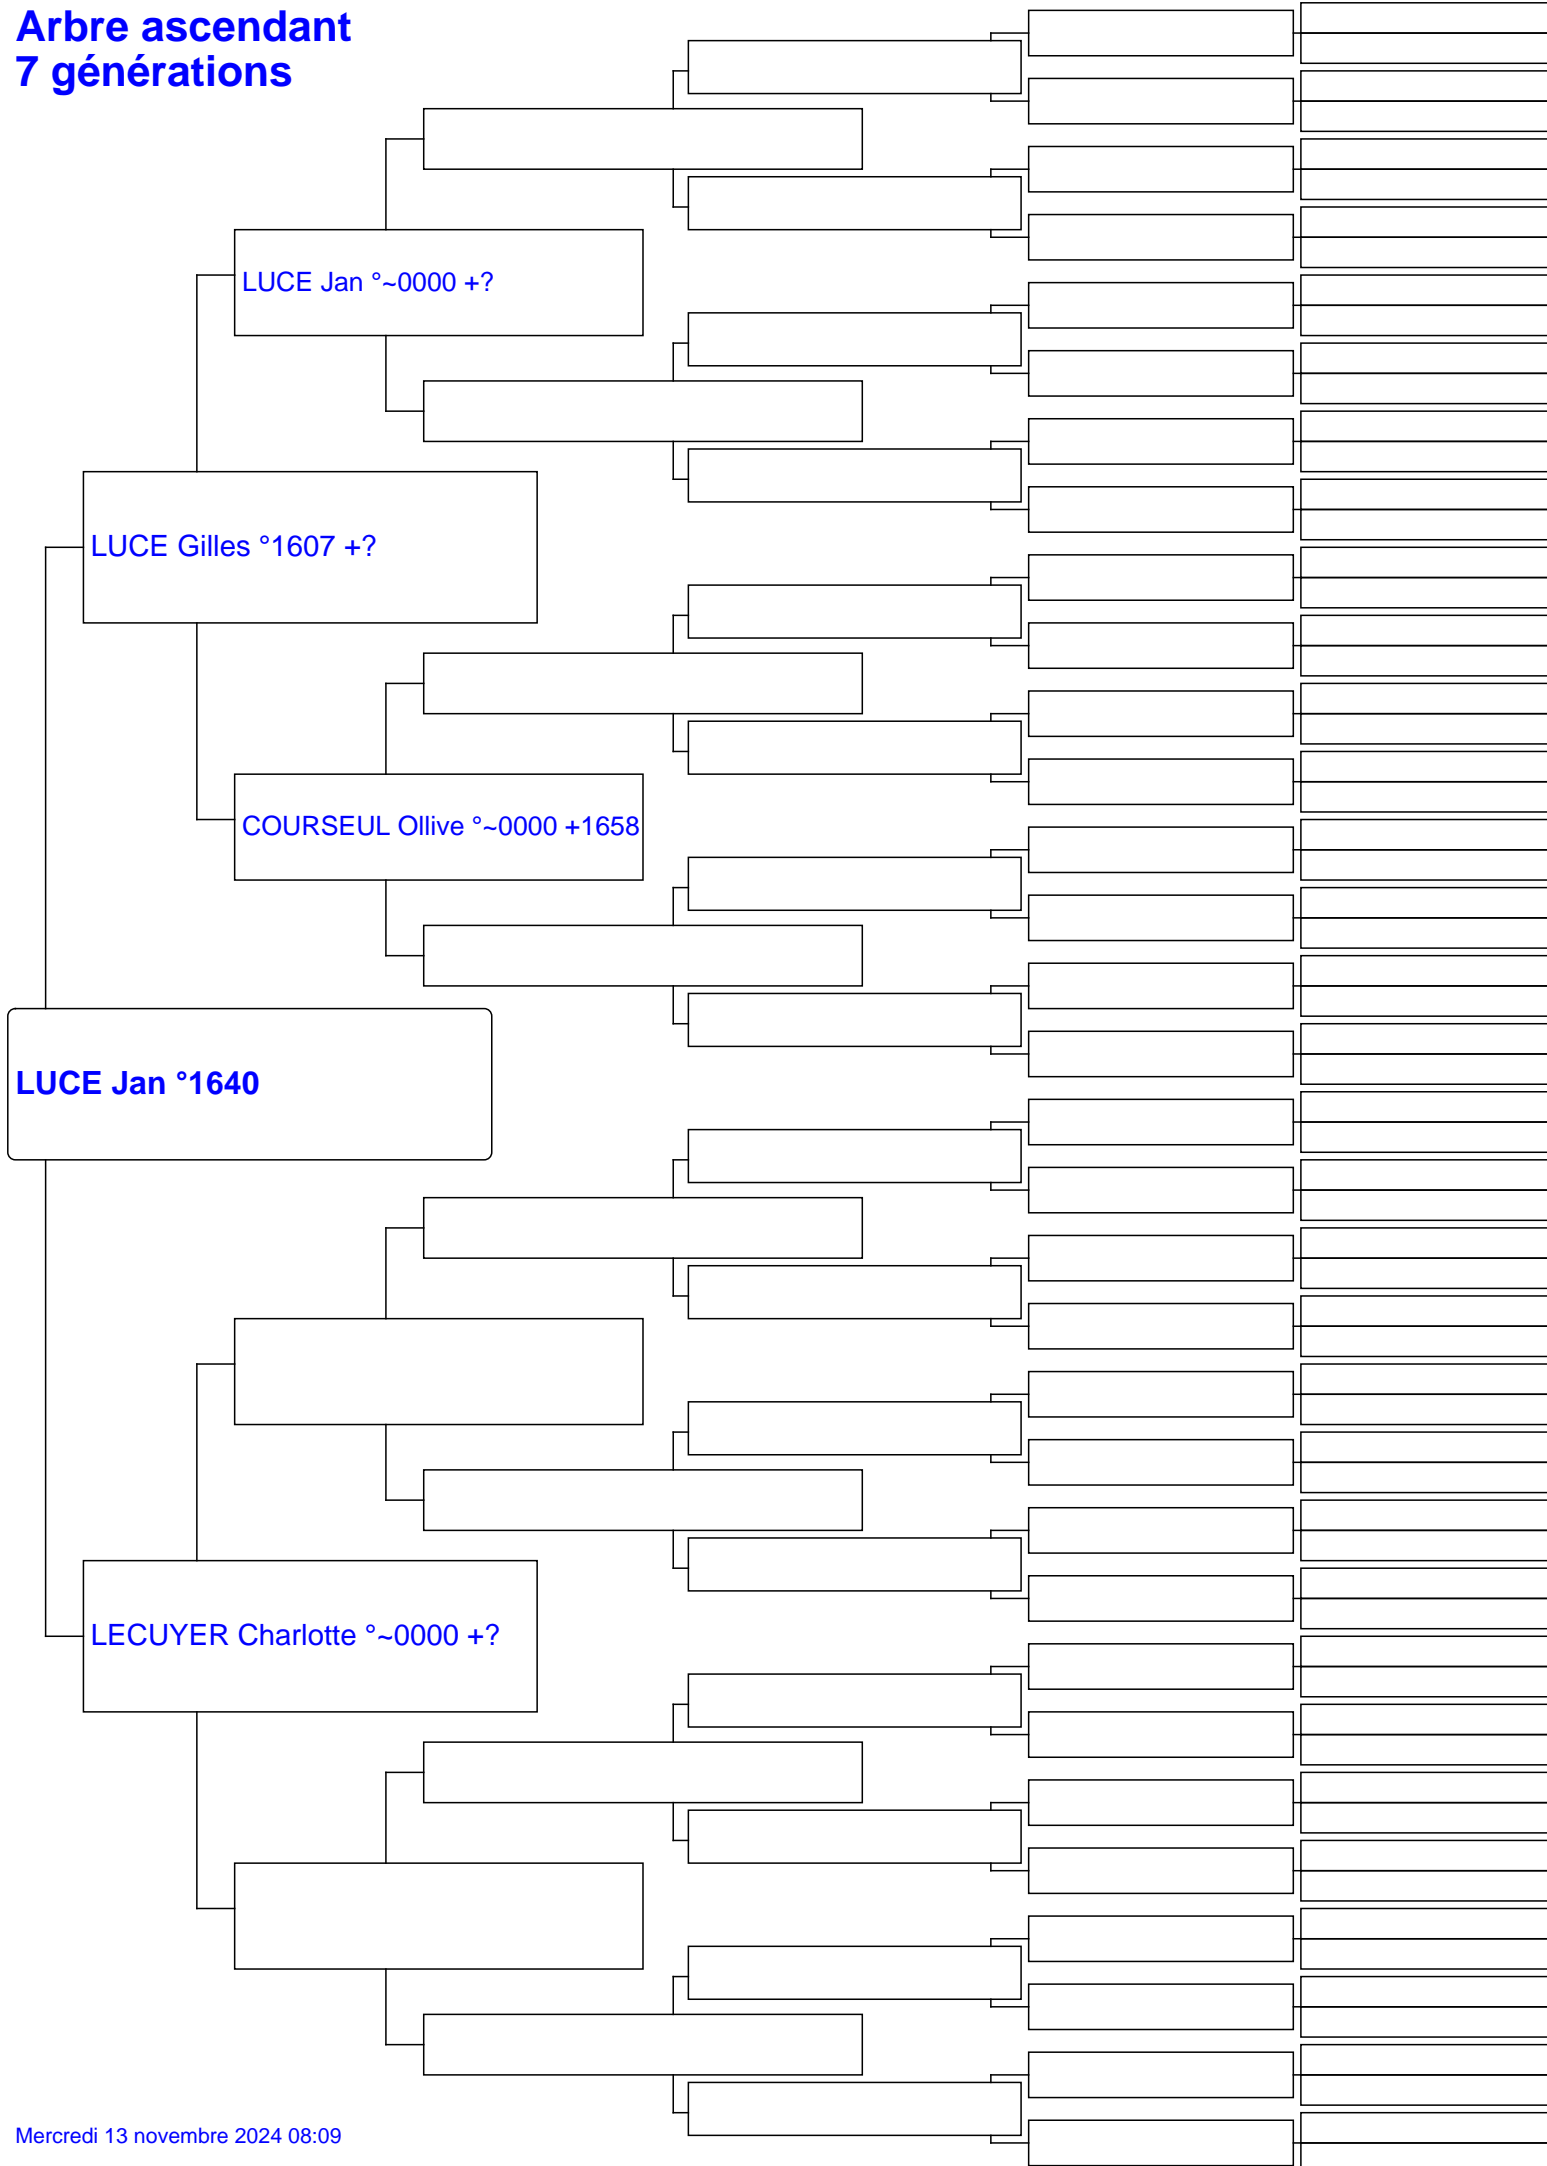 Arbre ascendant
7 générations
LUCE Jan °~0000 +?
LUCE Gilles °1607 +?
COURSEUL Ollive °~0000 +1658
LUCE Jan °1640
LECUYER Charlotte °~0000 +?
Mercredi 13 novembre 2024 08:09